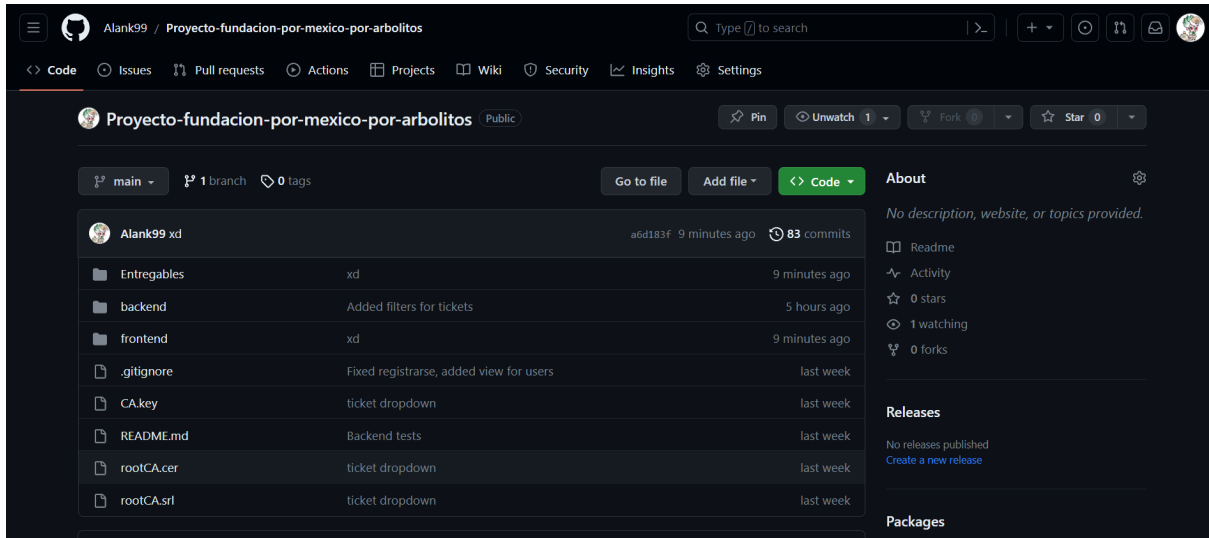 Alank99 / Proyecto-fundacion-por-mexico-por-arbolitos Type / to search
Code Issues Pull requests Actions Projects Wiki Security Insights Settings
Proyecto-fundacion-por-mexico-por-arbolitos Public Pin Unwatch 1 Fork 0 Star 0
main 1 branch 0 tags Go to file Add file Code
Alank99 xd a6d183f 9 minutes ago 83 commits
Entregables xd 9 minutes ago
backend Added filters for tickets 5 hours ago
frontend xd 9 minutes ago
.gitignore Fixed registrarse, added view for users last week
CA.key ticket dropdown last week
README.md Backend tests last week
rootCA.cer ticket dropdown last week
rootCA.srl ticket dropdown last week
About
No description, website, or topics provided.
Readme
Activity
0 stars
1 watching
0 forks
Releases
No releases published
Create a new release
Packages